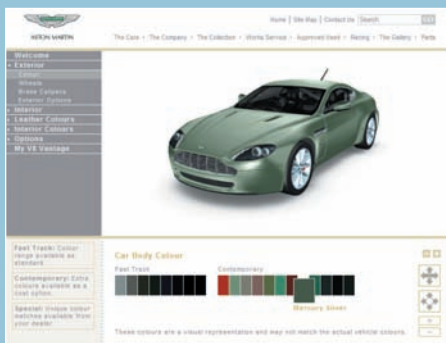 Home | Site Map | Contact Us Search
ASTON MARTIN
The Cars The Company The Collection Works Service Approved Used Racing The Gallery Parts
Welcome
Exterior
Colour
Wheels
Brake Calipers
Exterior Options
Interior
Leather Colours
Interior Colours
Options
My V8 Vantage
Fast Track: Colour
range available as
standard
Contemporary: Extra
colours available as a
cost option.
Special: Unique colour
matches available from
your dealer
Car Body Colour
Fast Track Contemporary
Mercury Silver
These colours are a visual representation and may not match the actual vehicle colours.